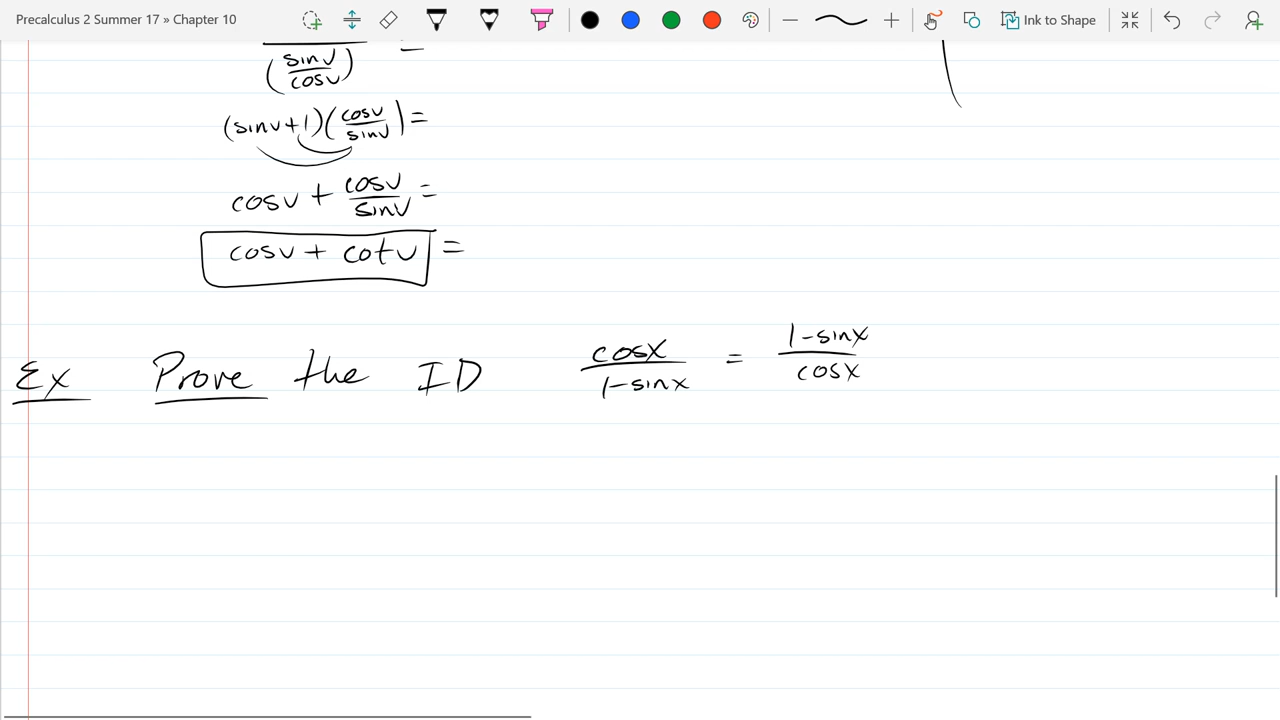 Precalculus 2 Summer 17 » Chapter 10
Ink to Shape
(sinv/cosv) =
(sinv+1)(cosv/sinv) =
cosv + cosv/sinv =
cosv + cotv =
Ex Prove the ID cosx/1-sinx = 1-sinx/cosx